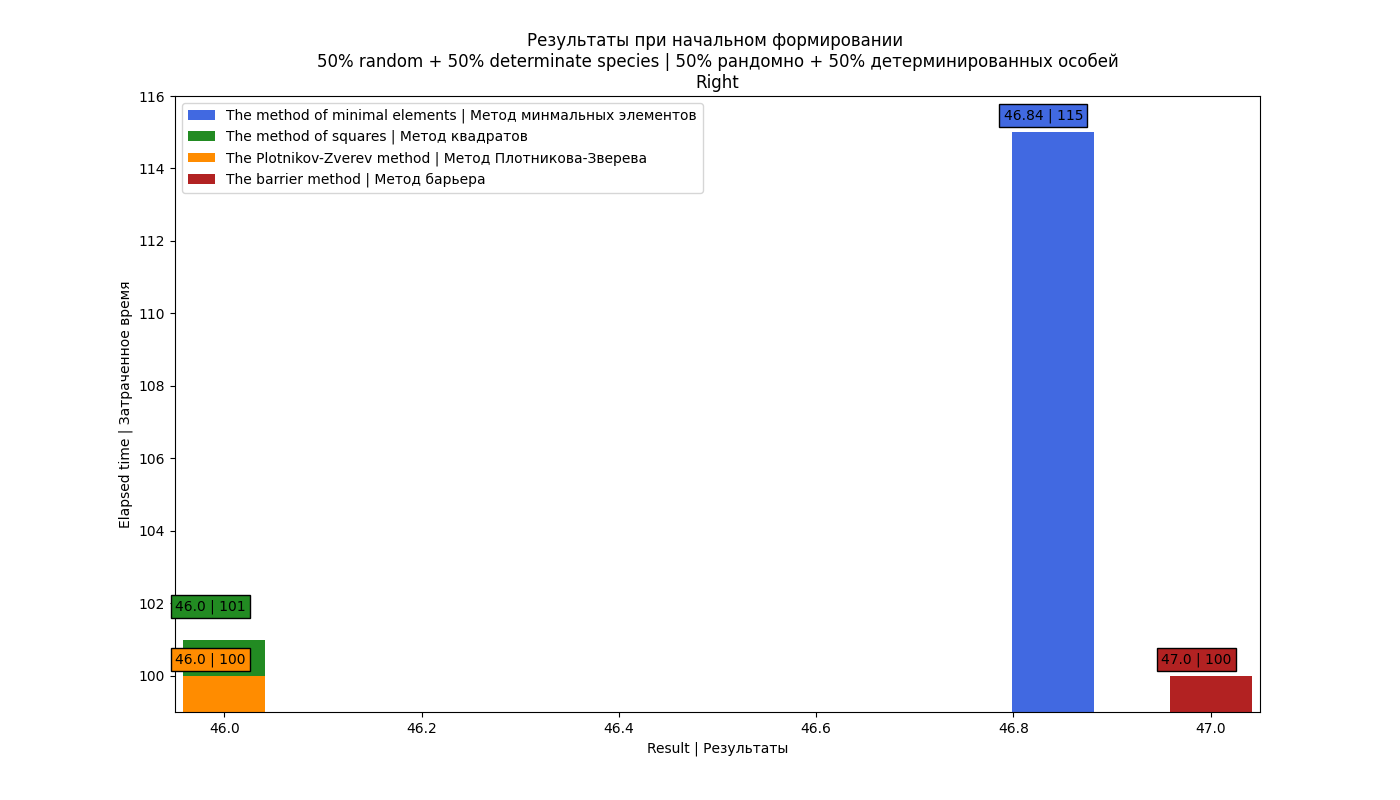 Результаты при начальном формировании
50% random + 50% determinate species | 50% рандомно + 50% детерминированных особей
Right
The method of minimal elements | Метод минмальных элементов
The method of squares | Метод квадратов
The Plotnikov-Zverev method | Метод Плотникова-Зверева
The barrier method | Метод барьера
46.84 | 115
46.0 | 101
46.0 | 100
47.0 | 100
116
114
112
110
108
106
104
102
100
Elapsed time | Затраченное время
46.0 46.2 46.4 46.6 46.8 47.0
Result | Результаты